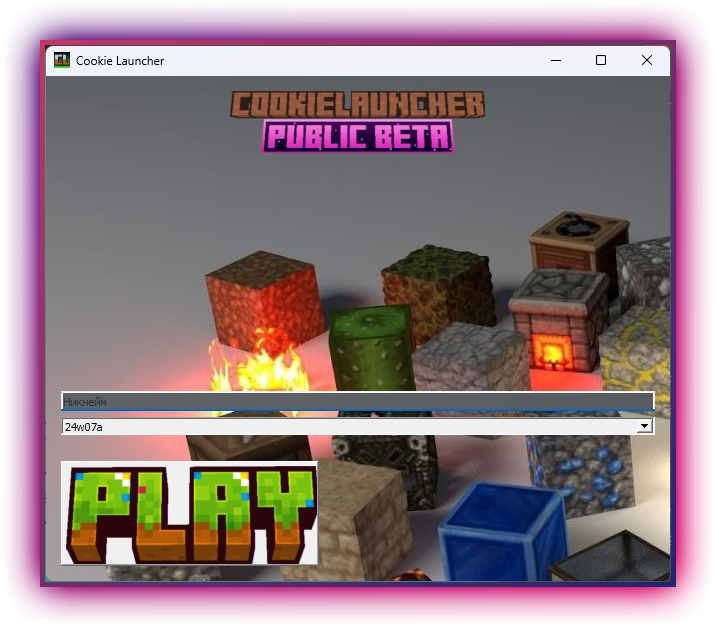 Cookie Launcher
COOKIELAUNCHER
PUBLIC BETA
Никнейм
24w07a
PLAY